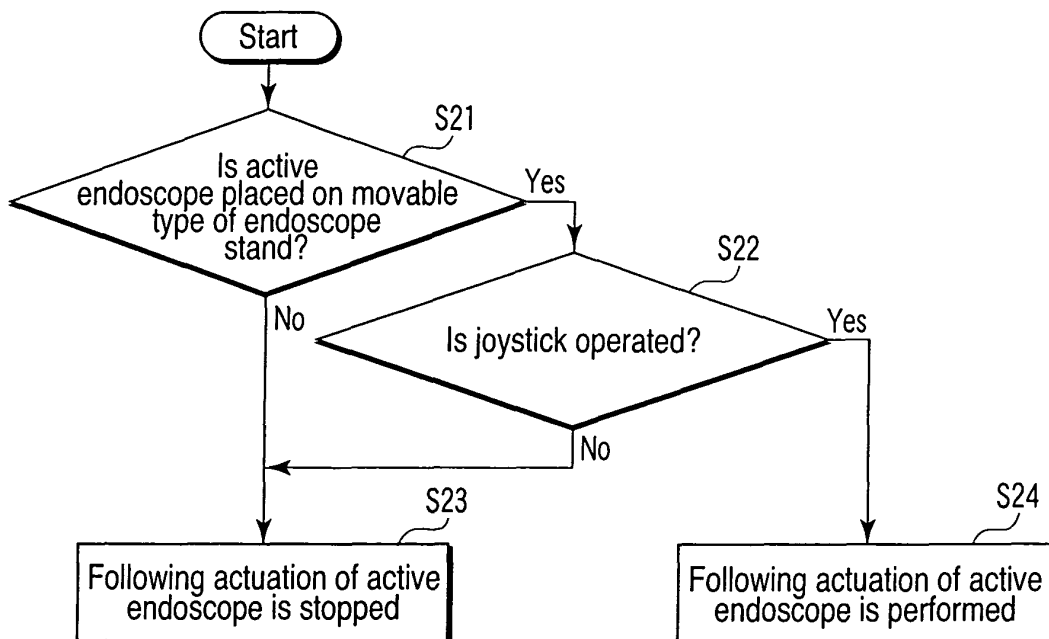 Start
S21
Is active
endoscope placed on movable
type of endoscope
stand?
Yes
No
S22
Is joystick operated?
Yes
No
S23
Following actuation of active
endoscope is stopped
S24
Following actuation of active
endoscope is performed